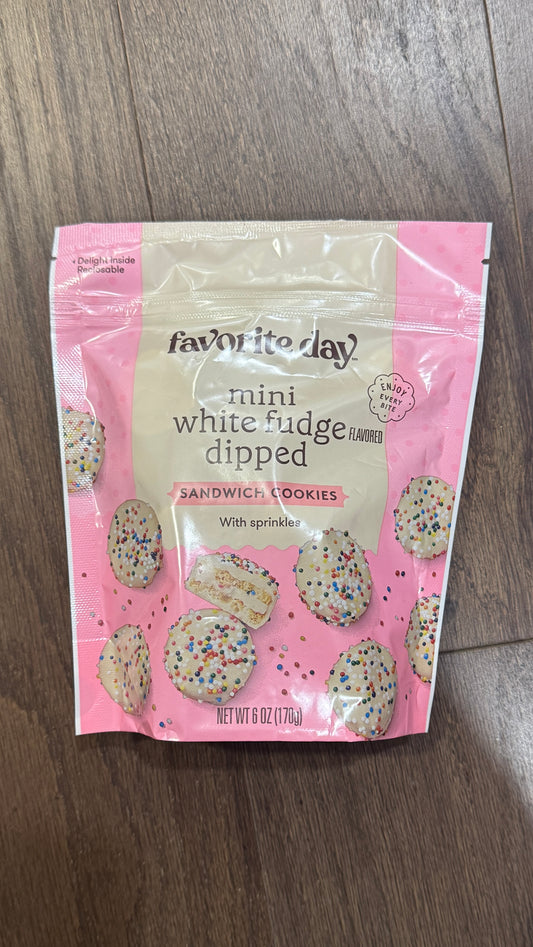 Delight inside
Reclosable
favorite day
mini
white fudge FLAVORED
dipped
ENJOY
EVERY
BITE
SANDWICH COOKIES
With sprinkles
NET WT 6 OZ (170g)